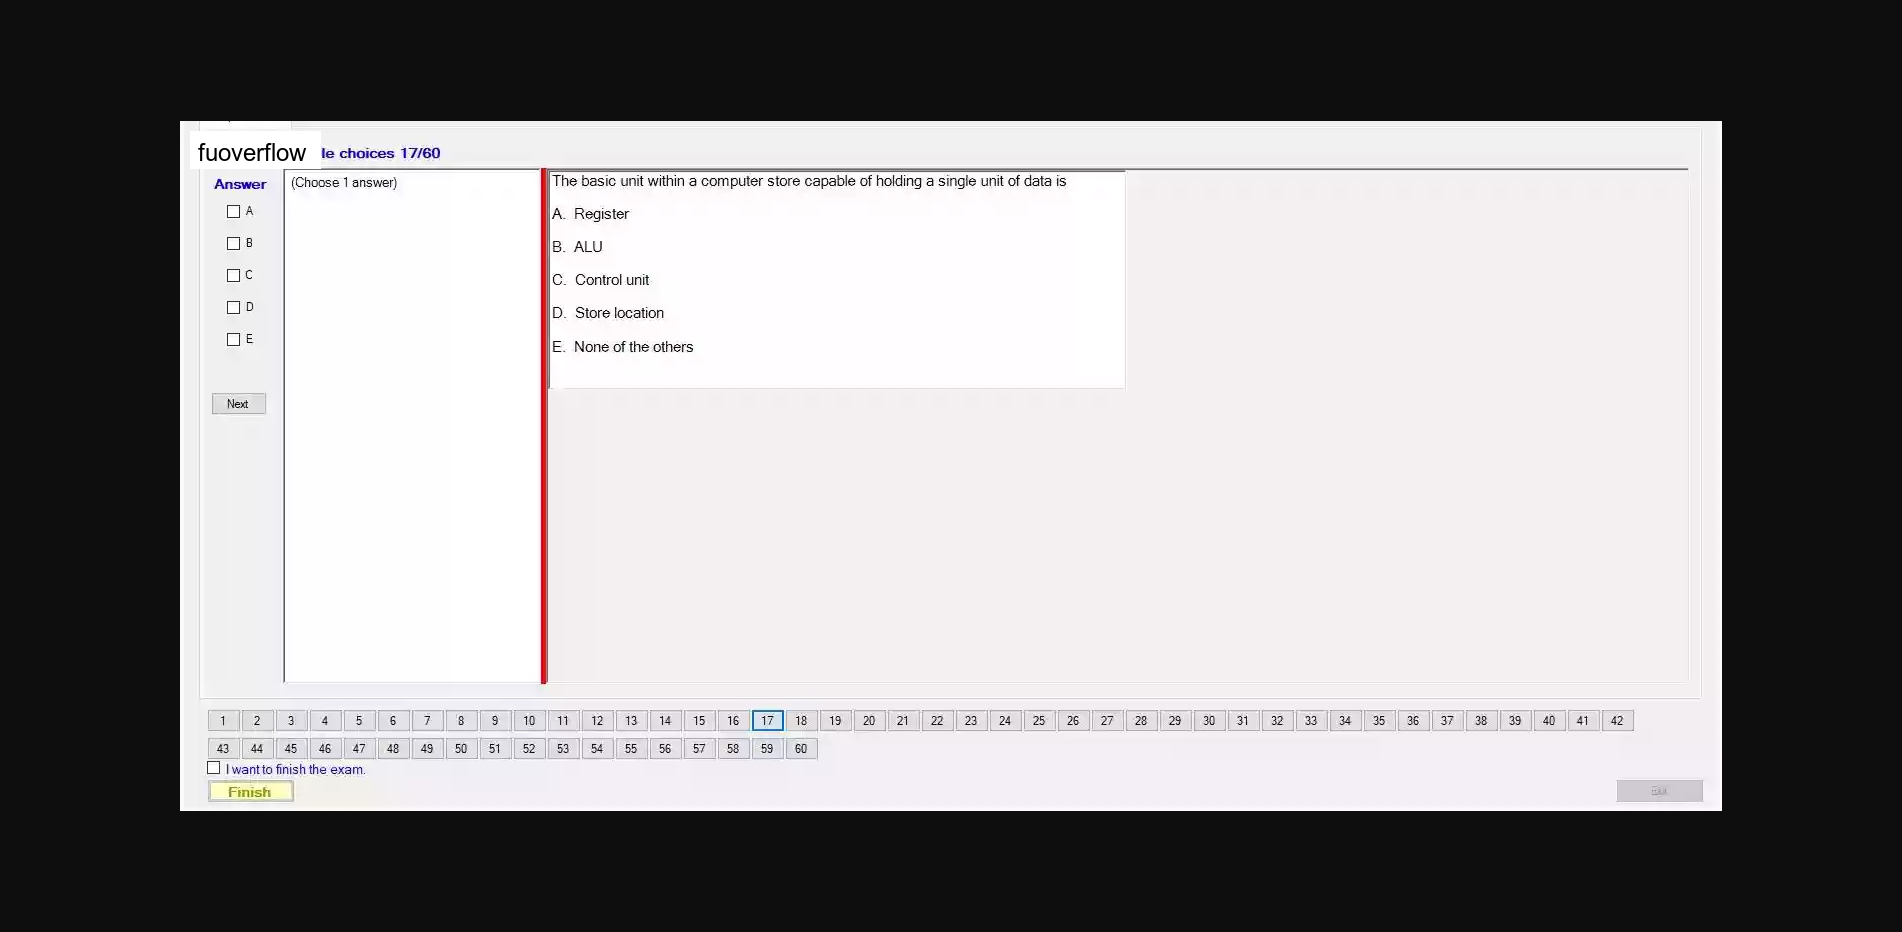 fuoverflow le choices 17/60
Answer
(Choose 1 answer)
A
B
C
D
E
Next
The basic unit within a computer store capable of holding a single unit of data is
A. Register
B. ALU
C. Control unit
D. Store location
E. None of the others
1 2 3 4 5 6 7 8 9 10 11 12 13 14 15 16 17 18 19 20 21 22 23 24 25 26 27 28 29 30 31 32 33 34 35 36 37 38 39 40 41 42
43 44 45 46 47 48 49 50 51 52 53 54 55 56 57 58 59 60
I want to finish the exam.
Finish
Exit